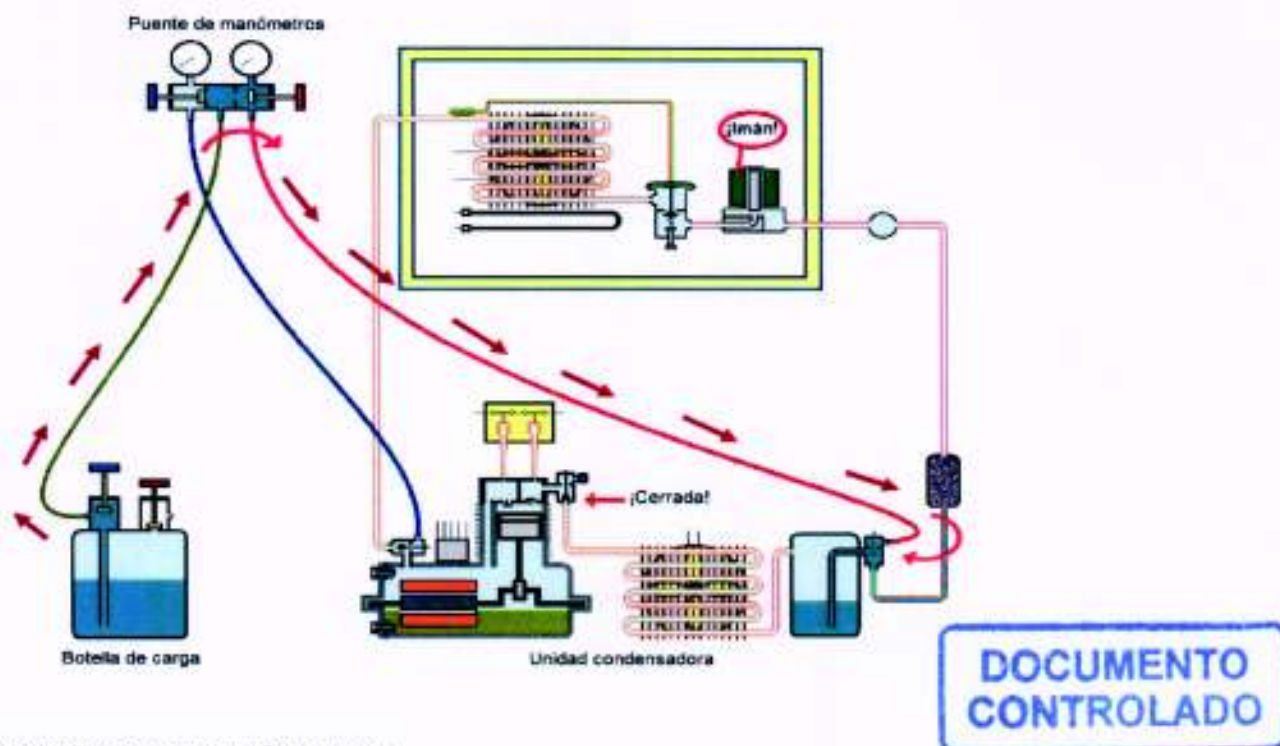 Puente de manómetros
¡Imán!
¡Cerrada!
Botella de carga
Unidad condensadora
DOCUMENTO
CONTROLADO